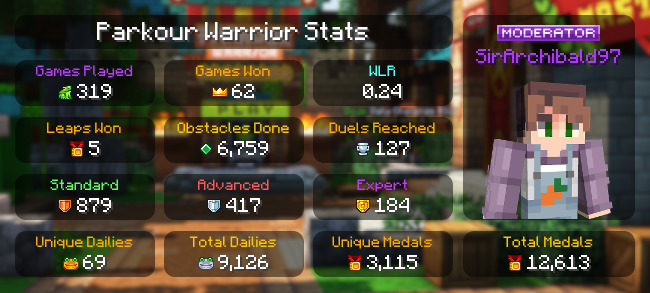 Parkour Warrior Stats
MODERATOR
SirArchibald97
Games Played
319
Games Won
62
WLR
0.24
Leaps Won
5
Obstacles Done
6,759
Duels Reached
127
Standard
879
Advanced
417
Expert
184
Unique Dailies
69
Total Dailies
9,126
Unique Medals
3,115
Total Medals
12,613